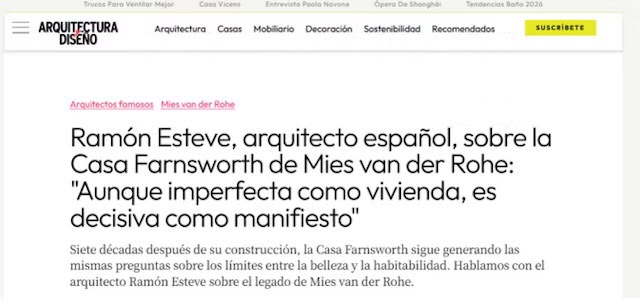 Trucos Para Ventilar Mejor Casa Vicens Entrevista Paola Navone Ópera De Shanghái Tendencias Baño 2026
ARQUITECTURA Y DISEÑO
Arquitectura Casas Mobiliario Decoración Sostenibilidad Recomendados SUSCRÍBETE
Arquitectos famosos Mies van der Rohe
Ramón Esteve, arquitecto español, sobre la
Casa Farnsworth de Mies van der Rohe:
"Aunque imperfecta como vivienda, es
decisiva como manifiesto"
Siete décadas después de su construcción, la Casa Farnsworth sigue generando las
mismas preguntas sobre los límites entre la belleza y la habitabilidad. Hablamos con el
arquitecto Ramón Esteve sobre el legado de Mies van der Rohe.